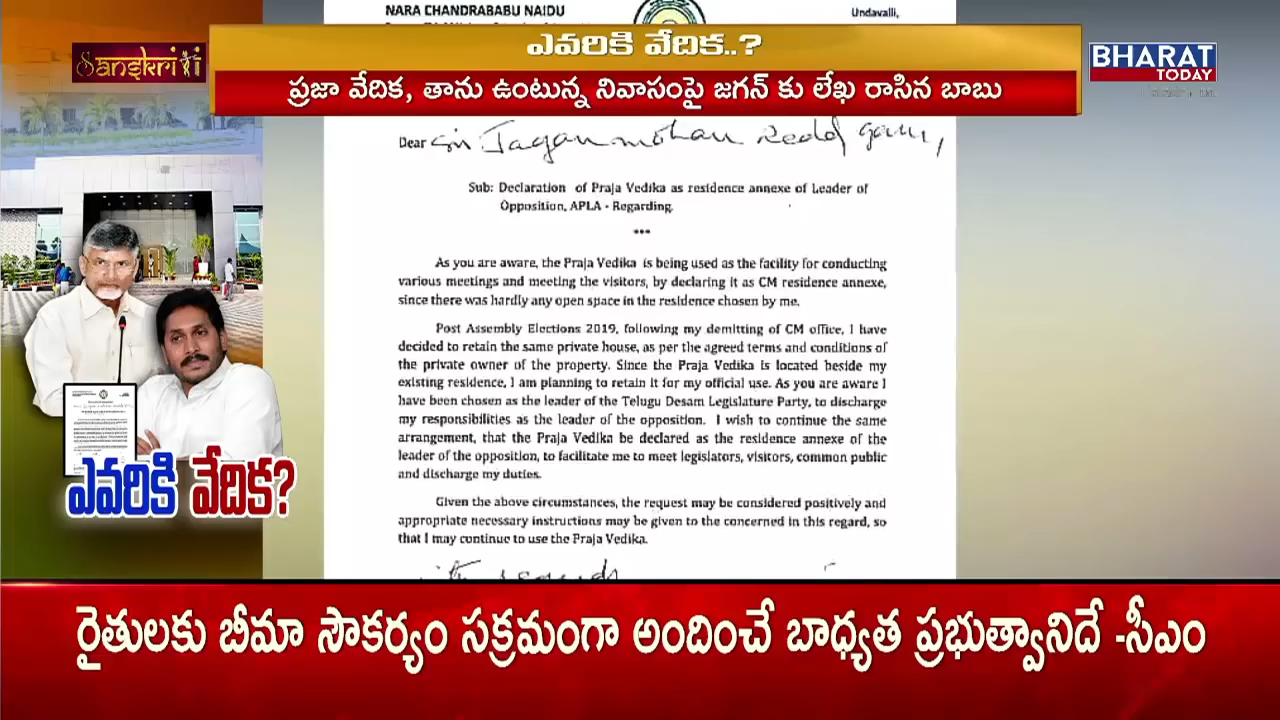 NARA CHANDRABABU NAIDU
Undavalli,
Sanskriti
ఎవరికి వేదిక..?
BHARAT
TODAY
ప్రజా వేదిక, తాను ఉంటున్న నివాసంపై జగన్ కు లేఖ రాసిన బాబు
Dear Sri Jagan mohan Reddy garu,
Sub: Declaration of Praja Vedika as residence annexe of Leader of
Opposition, APLA - Regarding.
***
As you are aware, the Praja Vedika is being used as the facility for conducting
various meetings and meeting the visitors, by declaring it as CM residence annexe,
since there was hardly any open space in the residence chosen by me.
Post Assembly Elections 2019, following my demitting of CM office, I have
decided to retain the same private house, as per the agreed terms and conditions of
the private owner of the property. Since the Praja Vedika is located beside my
existing residence, I am planning to retain it for my official use. As you are aware I
have been chosen as the leader of the Telugu Desam Legislature Party, to discharge
my responsibilities as the leader of the opposition. I wish to continue the same
arrangement, that the Praja Vedika be declared as the residence annexe of the
leader of the opposition, to facilitate me to meet legislators, visitors, common public
and discharge my duties.
Given the above circumstances, the request may be considered positively and
appropriate necessary instructions may be given to the concerned in this regard, so
that I may continue to use the Praja Vedika.
ఎవరికి వేదిక?
రైతులకు బీమా సౌకర్యం సక్రమంగా అందించే బాధ్యత ప్రభుత్వానిదే -సీఎం